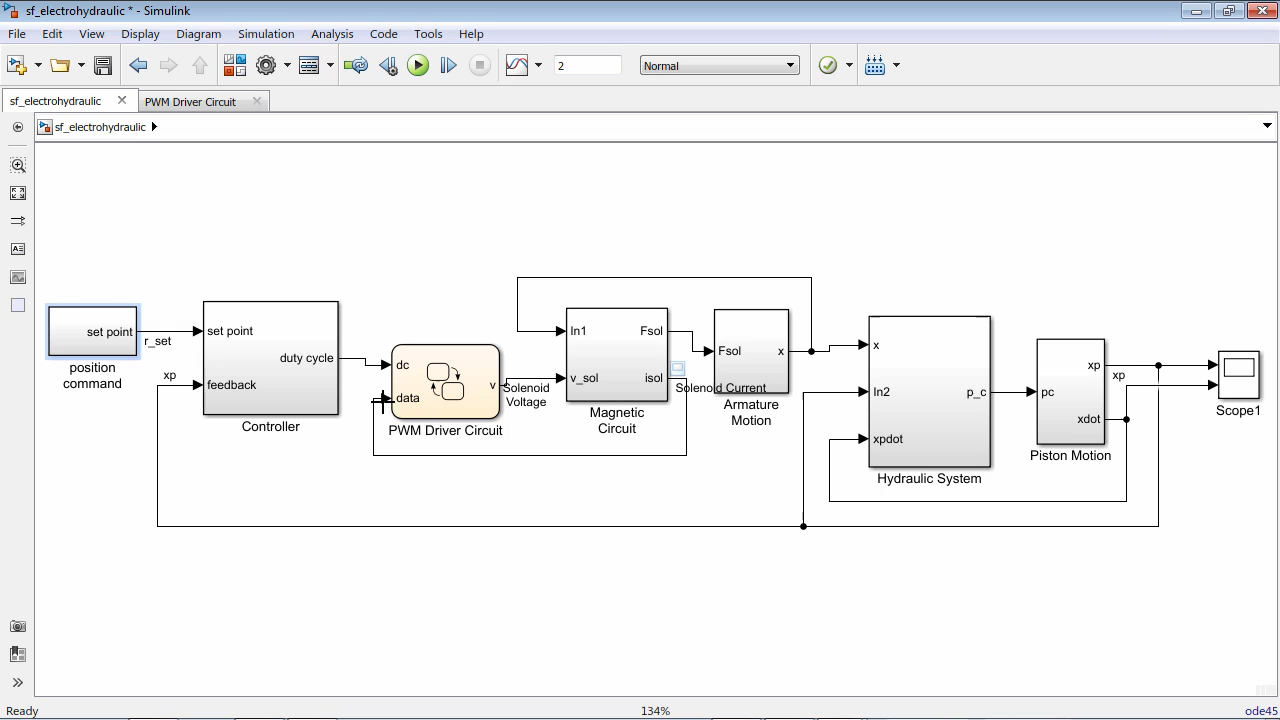 sf_electrohydraulic * - Simulink
File Edit View Display Diagram Simulation Analysis Code Tools Help
2
Normal
sf_electrohydraulic
PWM Driver Circuit
sf_electrohydraulic
set point
position
command
r_set
xp
set point
feedback
duty cycle
Controller
dc
data
v
PWM Driver Circuit
Solenoid
Voltage
In1
v_sol
Fsol
isol
Magnetic
Circuit
Solenoid Current
Fsol
x
Armature
Motion
x
In2
xpdot
p_c
Hydraulic System
pc
xp
xdot
Piston Motion
xp
Scope1
Ready
134%
ode45